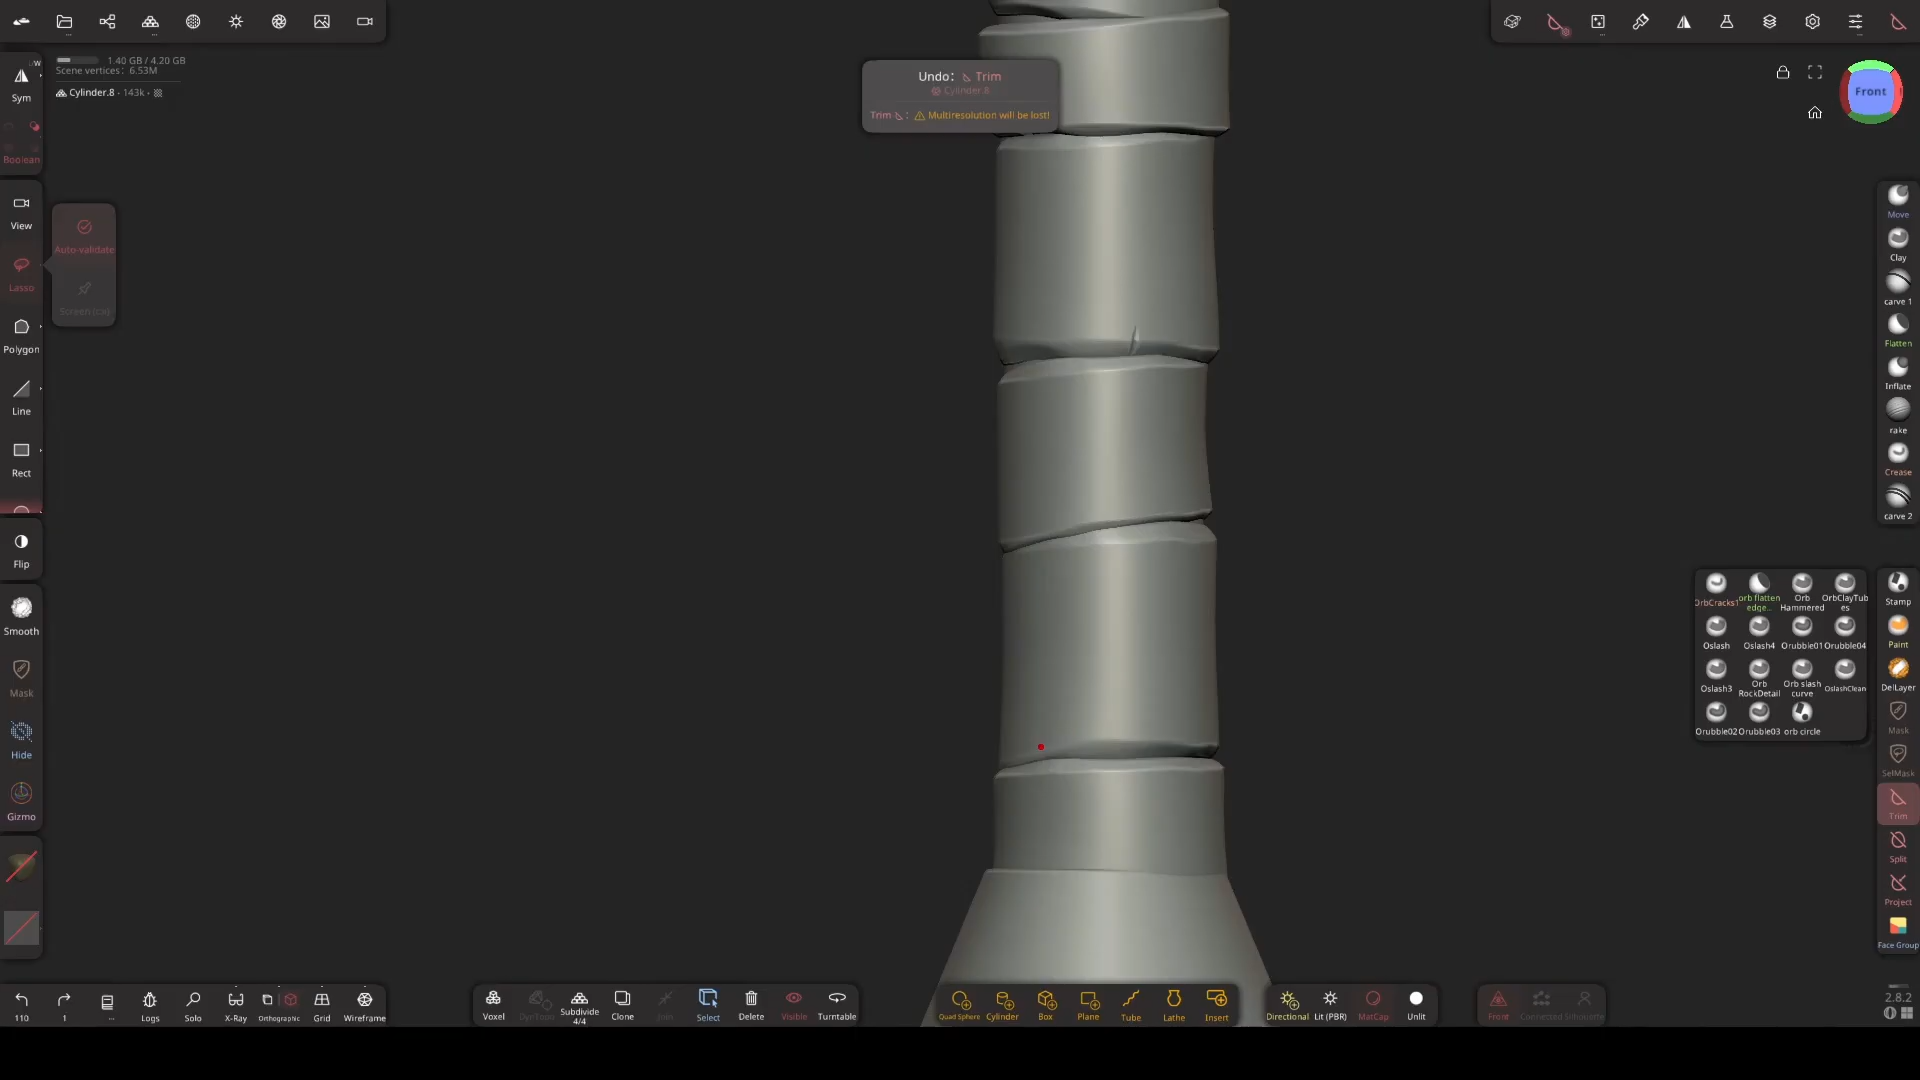 1.40 GB / 4.20 GB
Scene vertices: 6.53M
Cylinder.8 · 143k ·
Undo: Trim
Cylinder.8
Trim : Multiresolution will be lost!
Front
W
Sym
Boolean
View
Auto-validate
Lasso
Screen (cx)
Polygon
Line
Rect
Flip
Smooth
Mask
Hide
Gizmo
Move
Clay
carve 1
Flatten
Inflate
rake
Crease
carve 2
OrbCracks1
orb flatten edge..
Orb Hammered
OrbClayTubes
Oslash
Oslash4
Orubble01
Orubble04
Oslash3
Orb RockDetail
Orb slash curve
OslashClean
Orubble02
Orubble03
orb circle
Stamp
Paint
DelLayer
Mask
SelMask
Trim
Split
Project
Face Group
110
1
...
Logs
Solo
X-Ray
Orthographic
Grid
Wireframe
Voxel
DynTopo
Subdivide
4/4
Clone
Join
Select
Delete
Visible
Turntable
Quad Sphere
Cylinder
Box
Plane
Tube
Lathe
Insert
Directional
Lit (PBR)
MatCap
Unlit
Front
Connected
Silhouette
2.8.2